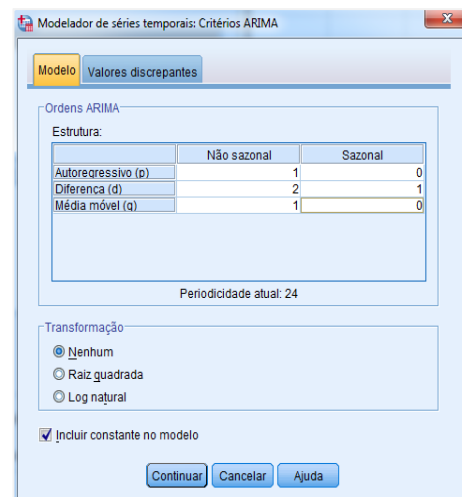 Modelador de séries temporais: Critérios ARIMA
Modelo Valores discrepantes
Ordens ARIMA
Estrutura:
Não sazonal Sazonal
Autoregressivo (p) 1 0
Diferenca (d) 2 1
Média móvel (q) 1 0
Periodicidade atual: 24
Transformação
Nenhum
Raiz quadrada
Log natural
Incluir constante no modelo
Continuar Cancelar Ajuda